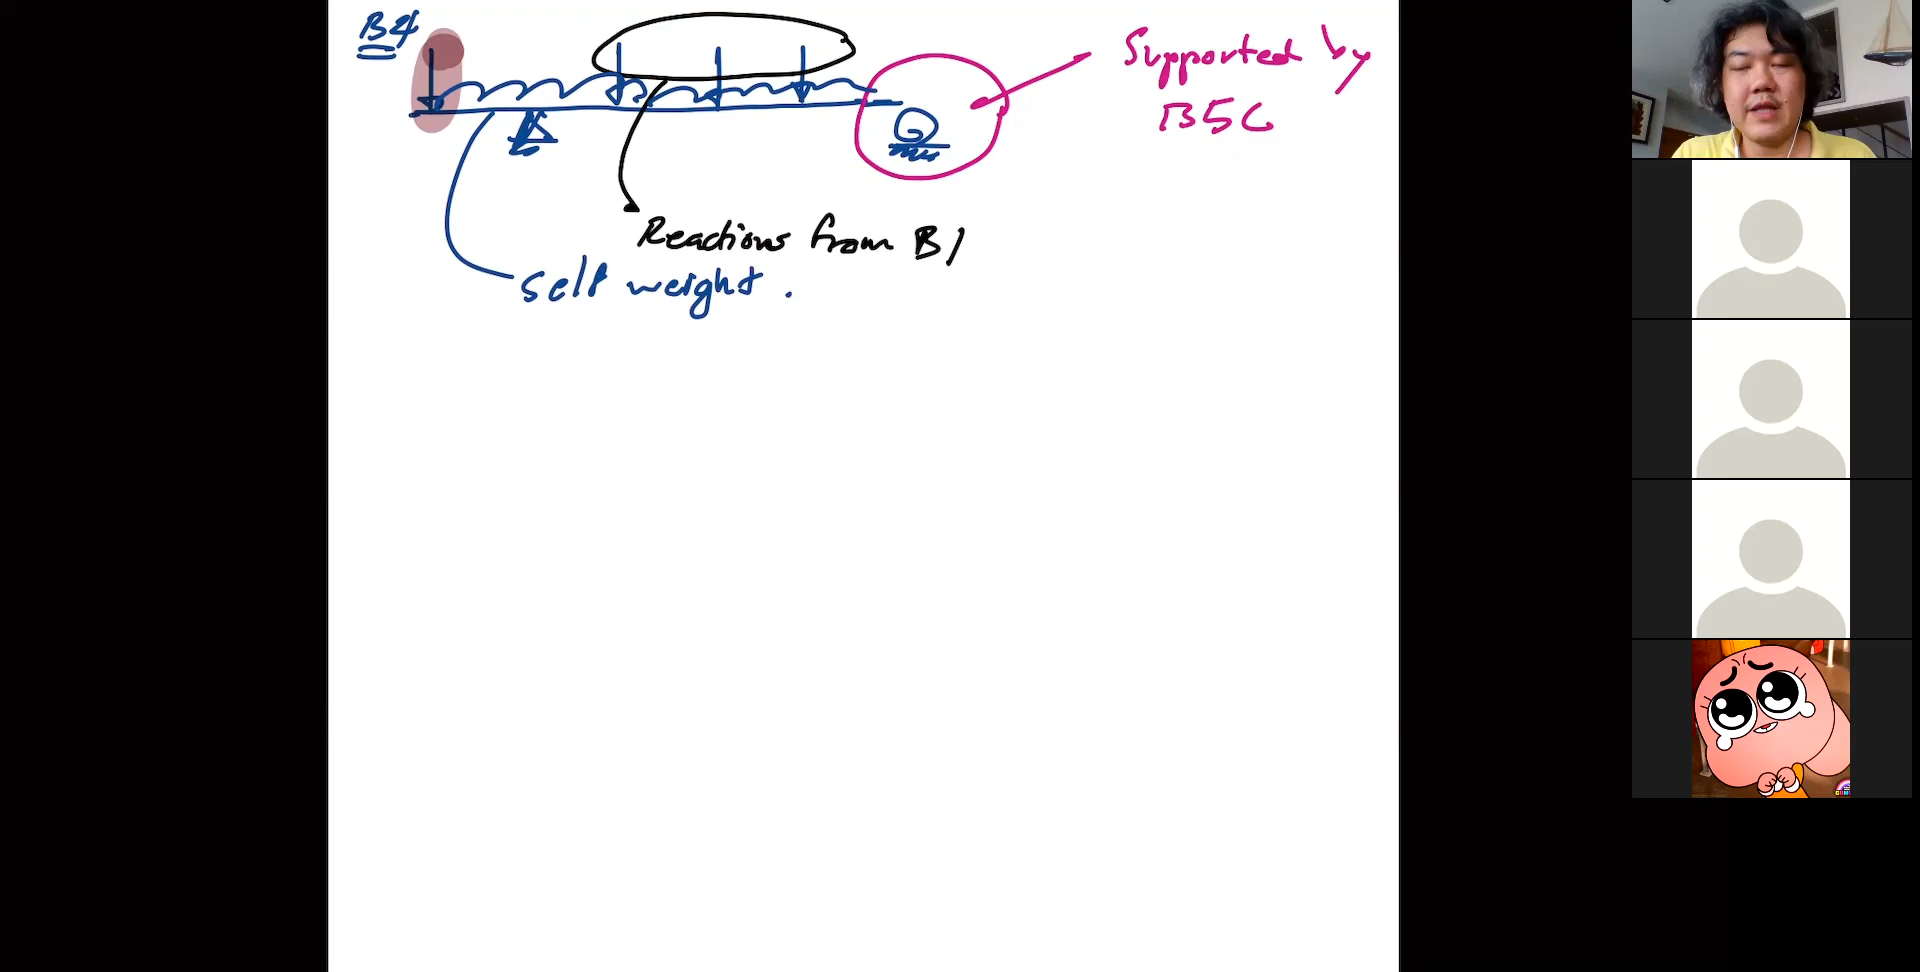 B4
Supported by
B5C
Reactions from B1
Self weight.